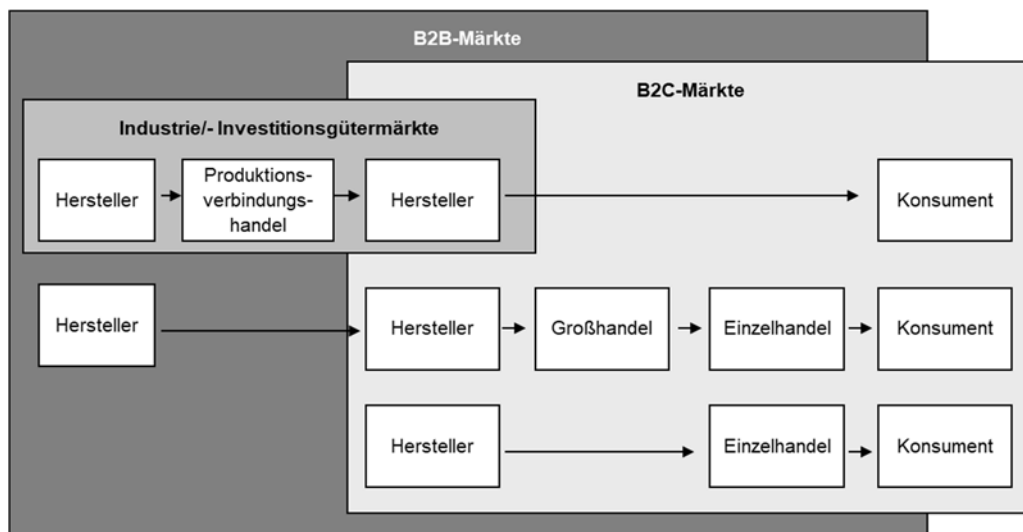 B2B-Märkte
B2C-Märkte
Industrie/- Investitionsgütermärkte
Hersteller
Produktions-
verbindungs-
handel
Hersteller
Konsument
Hersteller
Hersteller
Großhandel
Einzelhandel
Konsument
Hersteller
Einzelhandel
Konsument